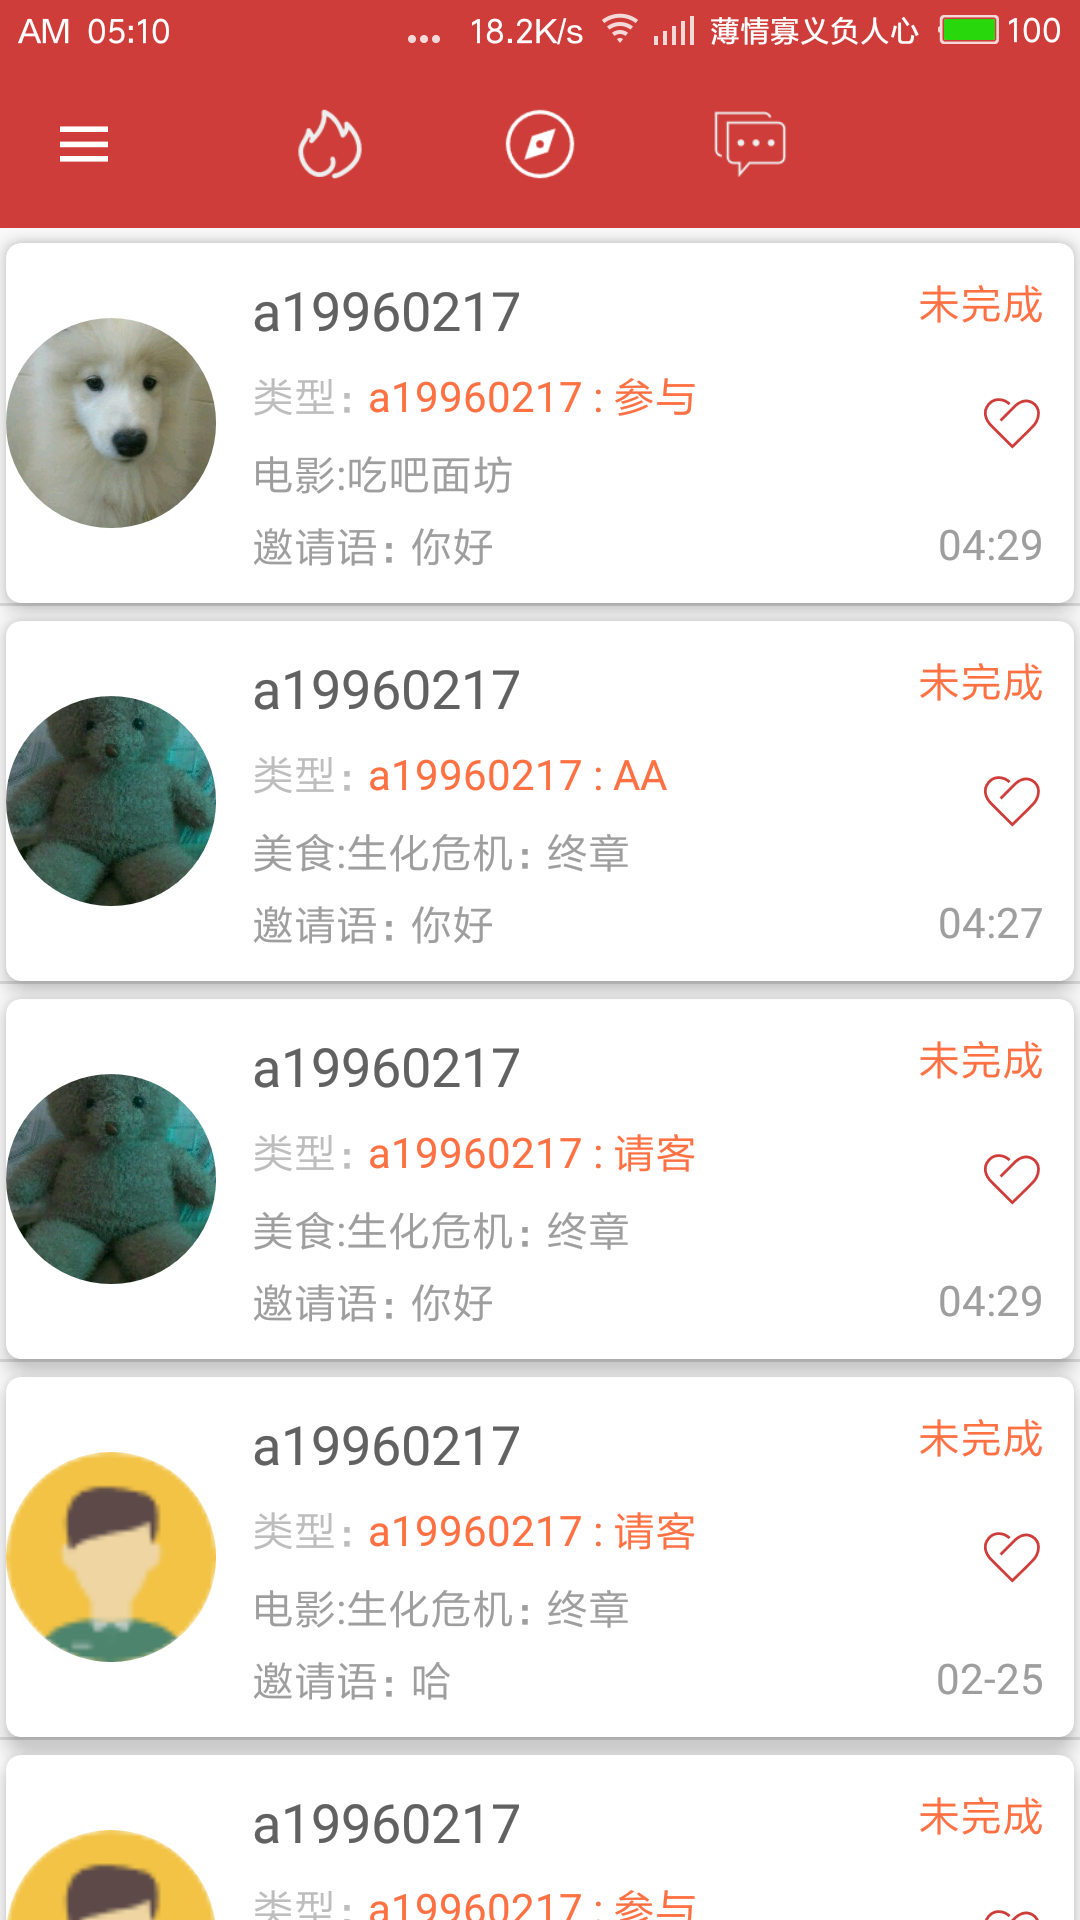 AM 05:10 ... 18.2K/s 薄情寡义负人心 100
a19960217 未完成
类型：a19960217 : 参与
电影:吃吧面坊
邀请语：你好 04:29
a19960217 未完成
类型：a19960217 : AA
美食:生化危机：终章
邀请语：你好 04:27
a19960217 未完成
类型：a19960217 : 请客
美食:生化危机：终章
邀请语：你好 04:29
a19960217 未完成
类型：a19960217 : 请客
电影:生化危机：终章
邀请语：哈 02-25
a19960217 未完成
类型：a19960217 : 参与